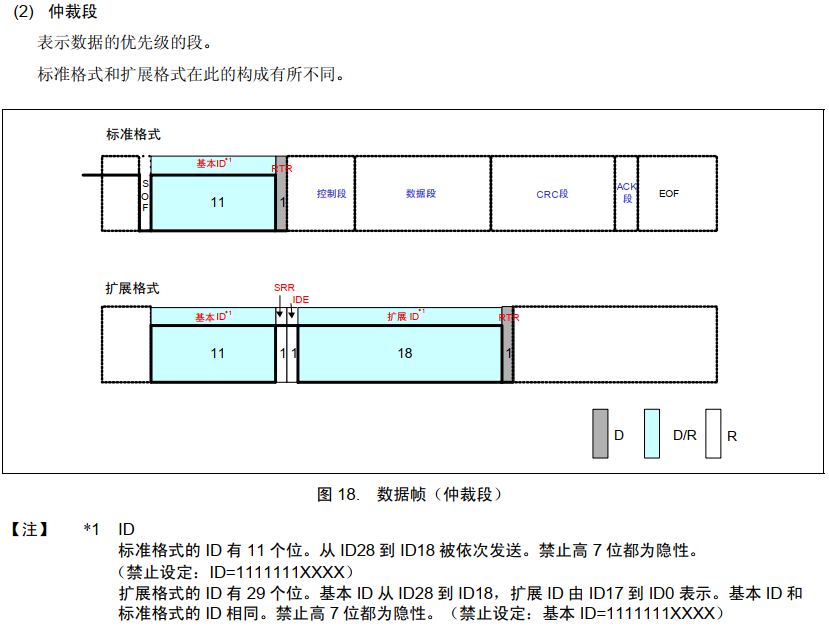 (2) 仲裁段
表示数据的优先级的段。
标准格式和扩展格式在此的构成有所不同。
标准格式
基本ID*1
RTR
SOF
11
1
控制段
数据段
CRC段
ACK段
EOF
扩展格式
SRR
IDE
基本ID*1
扩展 ID*1
RTR
11
1
1
18
1
D
D/R
R
图 18. 数据帧（仲裁段）
【注】 *1 ID
标准格式的 ID 有 11 个位。从 ID28 到 ID18 被依次发送。禁止高 7 位都为隐性。
（禁止设定：ID=1111111XXXX）
扩展格式的 ID 有 29 个位。基本 ID 从 ID28 到 ID18，扩展 ID 由 ID17 到 ID0 表示。基本 ID 和
标准格式的 ID 相同。禁止高 7 位都为隐性。（禁止设定：基本 ID=1111111XXXX）